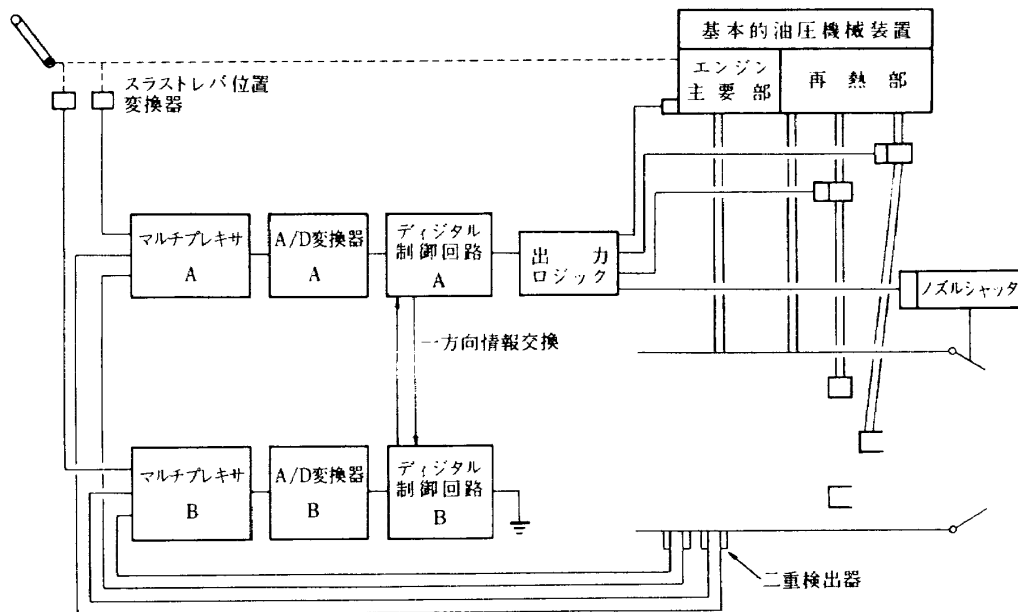 基本的油圧機械装置
エンジン
主要部
再熱部
スラストレバ位置
変換器
マルチプレキサ
A
A/D変換器
A
ディジタル
制御回路
A
出力
ロジック
ノズルシャッタ
一方向情報交換
マルチプレキサ
B
A/D変換器
B
ディジタル
制御回路
B
二重検出器